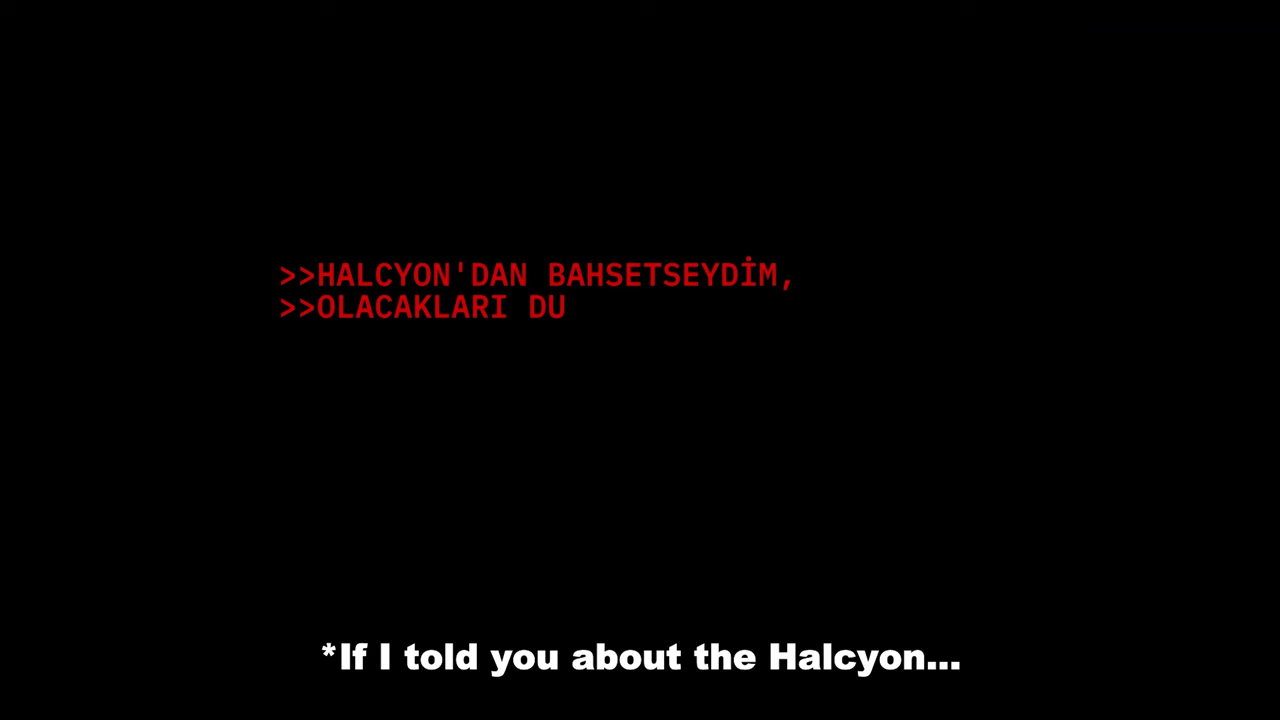 >>HALCYON'DAN BAHSETSEYDİM,
>>OLACAKLARI DU
*If I told you about the Halcyon...